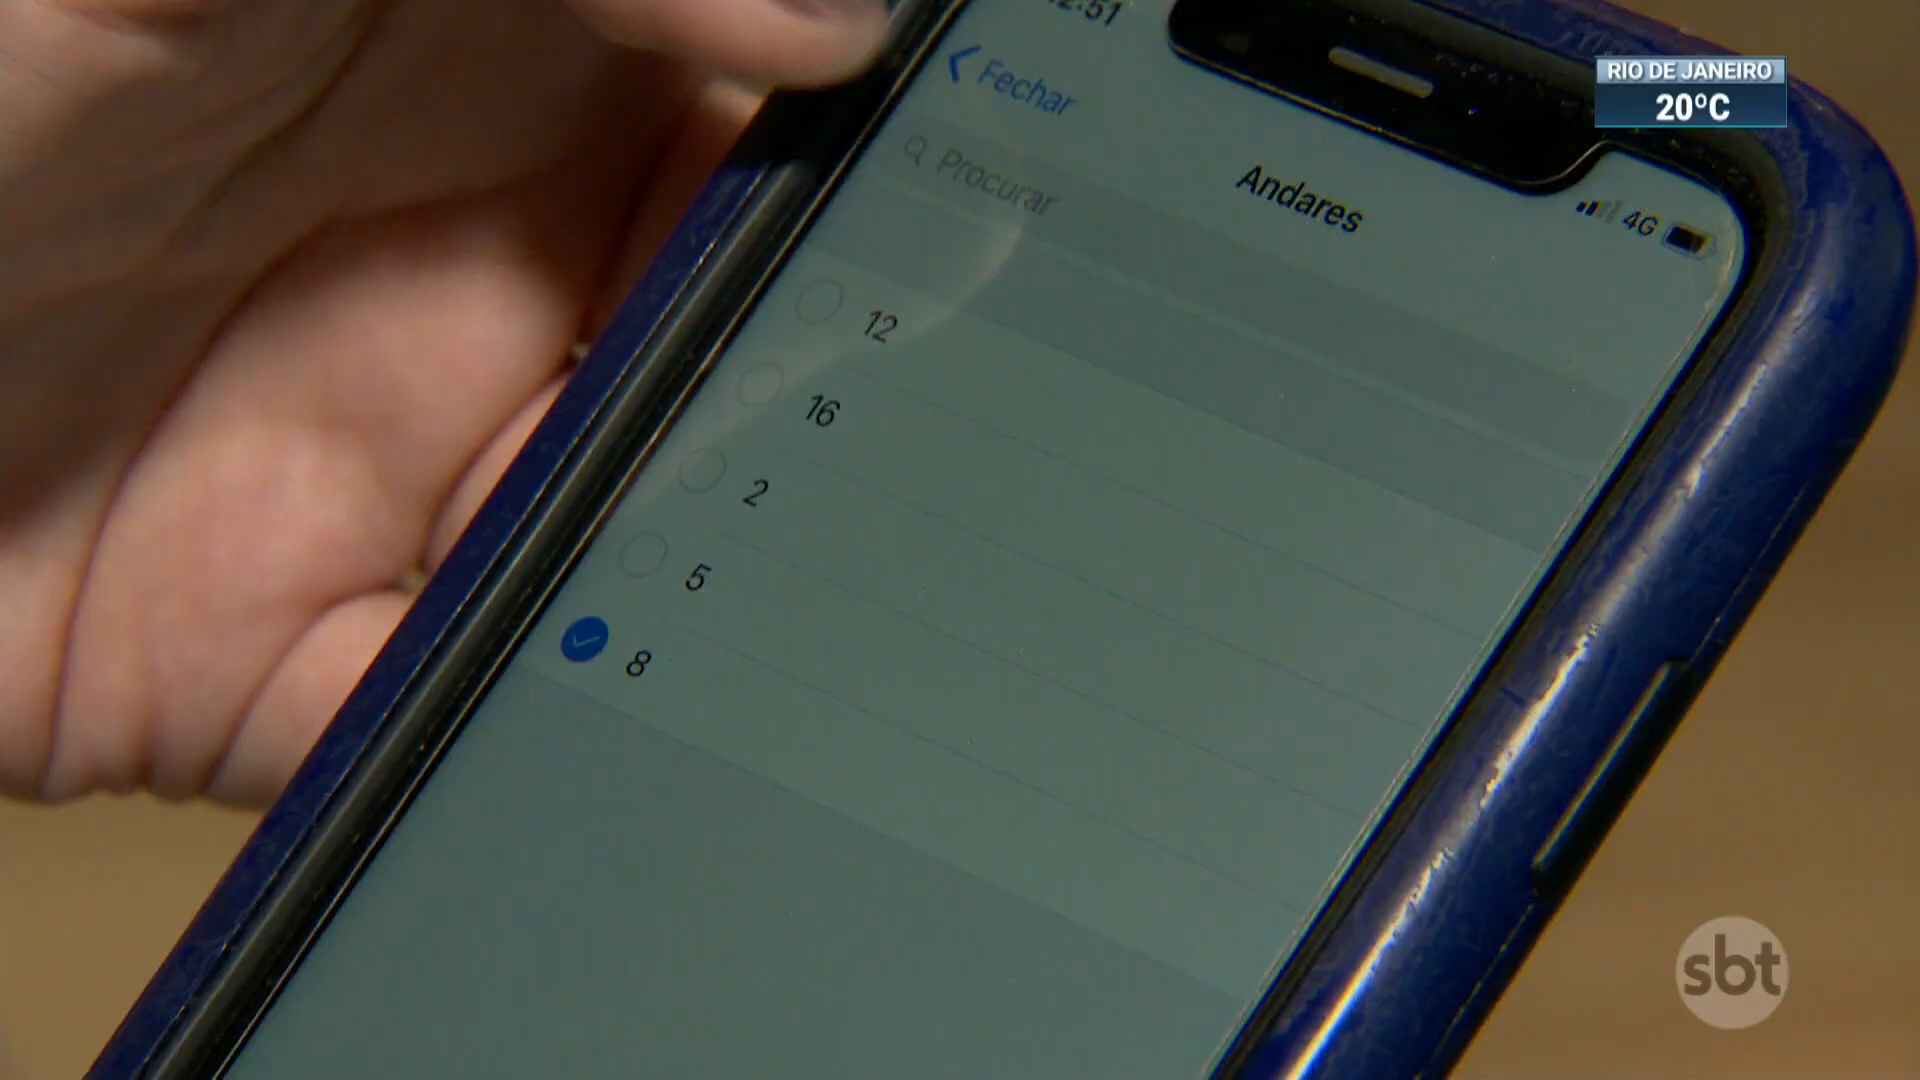 RIO DE JANEIRO
20°C
Fechar
Procurar
Andares
4G
12
16
2
5
8
sbt